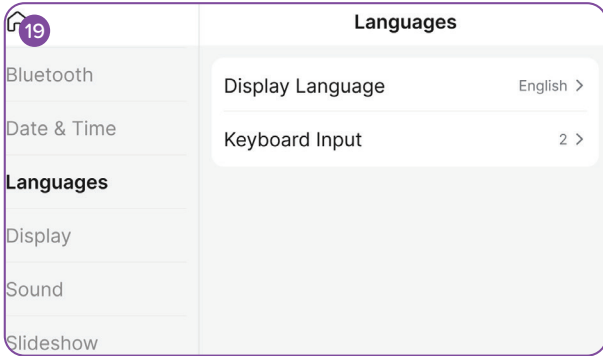 19
Languages
Bluetooth
Date & Time
Languages
Display
Sound
Slideshow
Display Language English >
Keyboard Input 2 >